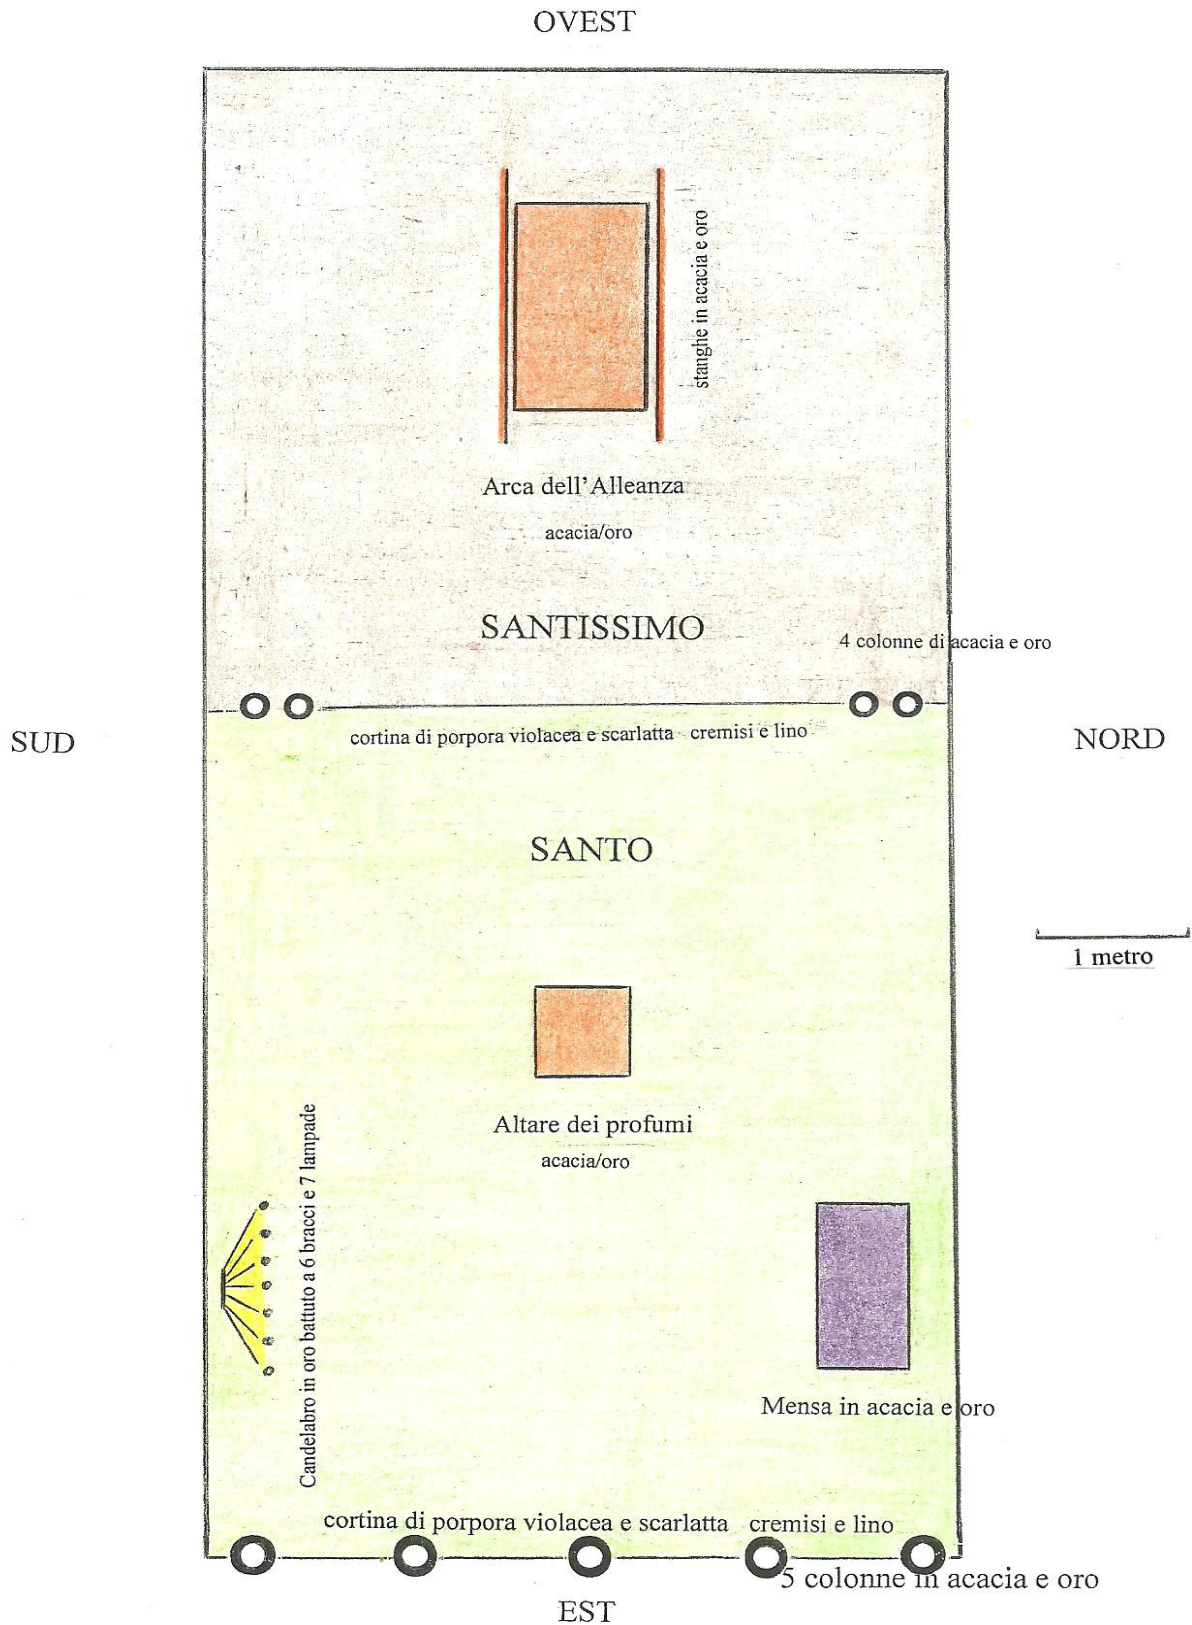 OVEST
stanghe in acacia e oro
Arca dell'Alleanza
acacia/oro
SANTISSIMO
4 colonne di acacia e oro
cortina di porpora violacea e scarlatta cremisi e lino
SUD
NORD
SANTO
1 metro
Altare dei profumi
acacia/oro
Candelabro in oro battuto a 6 bracci e 7 lampade
Mensa in acacia e oro
cortina di porpora violacea e scarlatta cremisi e lino
5 colonne in acacia e oro
EST